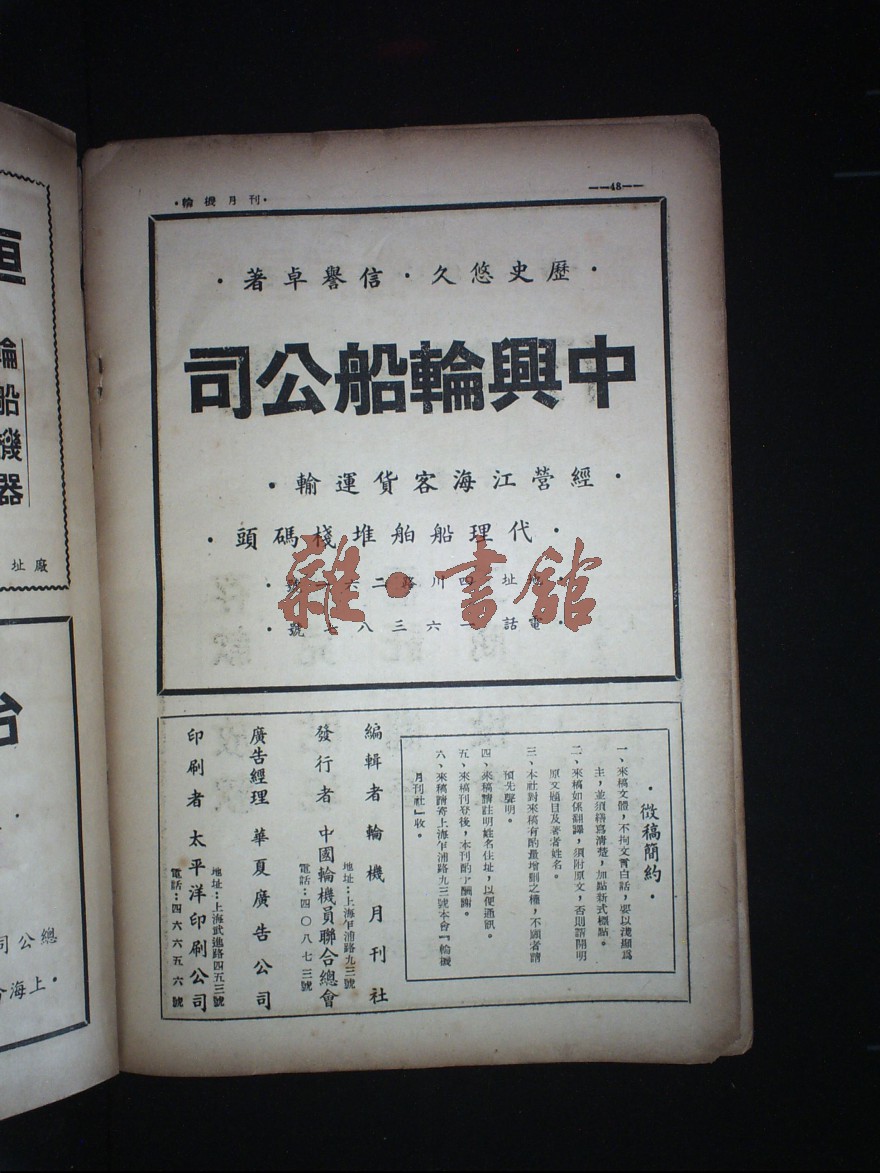 ·輪機月刊·
——48——
·歷史悠久·信譽卓著·
中興輪船公司
·經營江海客貨運輸·
·代理船舶堆棧碼頭·
雜·書館
·徵稿簡約·
一、來稿文體，不拘文言白話，要以淺顯為
主，並須繕寫清楚，加點新式標點。
二、來稿如係翻譯，須附原文，否則請開明
原文題目及著者姓名。
三、本社對來稿有酌量增刪之權，不願者請
預先聲明。
四、來稿請註明姓名住址，以便通訊。
五、來稿刊登後，本刊酌予酬謝。
六、來稿請寄上海乍浦路九三號本會『輪機
月刊社』收。
編輯者 輪機月刊社
地址：上海乍浦路九三號
發行者 中國輪機員聯合總會
電話：四〇八七三號
廣告經理 華夏廣告公司
地址：上海武進路四五三號
印刷者 太平洋印刷公司
電話：四六六五六號
輪船機器
廠址
總公司
·上海